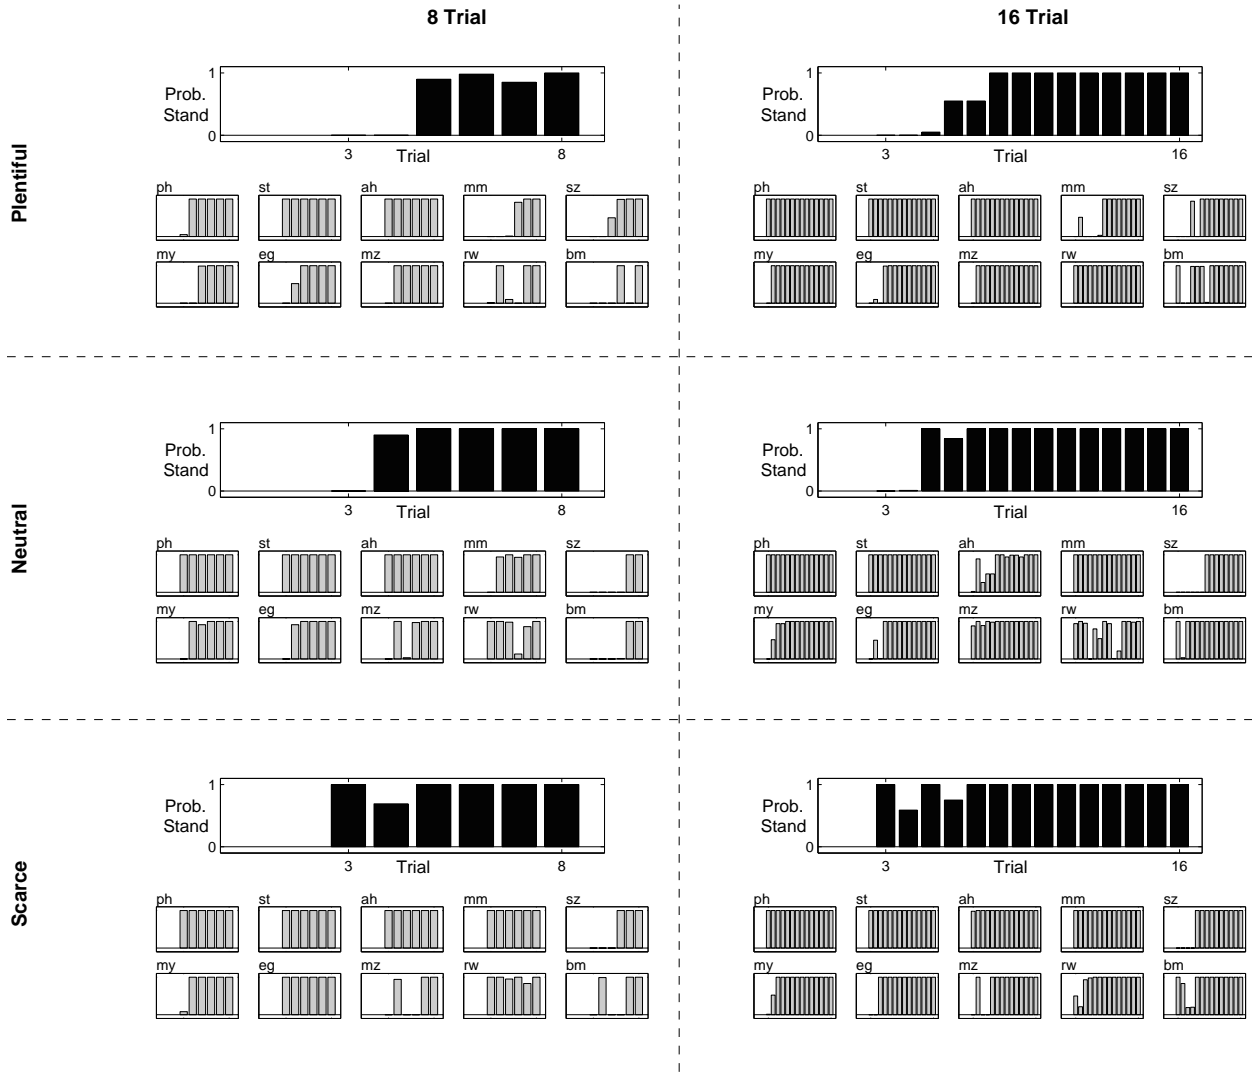 8 Trial
16 Trial
Plentiful
1
Prob.
Stand
0
3
Trial
8
ph
st
ah
mm
sz
my
eg
mz
rw
bm
1
Prob.
Stand
0
3
Trial
16
ph
st
ah
mm
sz
my
eg
mz
rw
bm
Neutral
1
Prob.
Stand
0
3
Trial
8
ph
st
ah
mm
sz
my
eg
mz
rw
bm
1
Prob.
Stand
0
3
Trial
16
ph
st
ah
mm
sz
my
eg
mz
rw
bm
Scarce
1
Prob.
Stand
0
3
Trial
8
ph
st
ah
mm
sz
my
eg
mz
rw
bm
1
Prob.
Stand
0
3
Trial
16
ph
st
ah
mm
sz
my
eg
mz
rw
bm